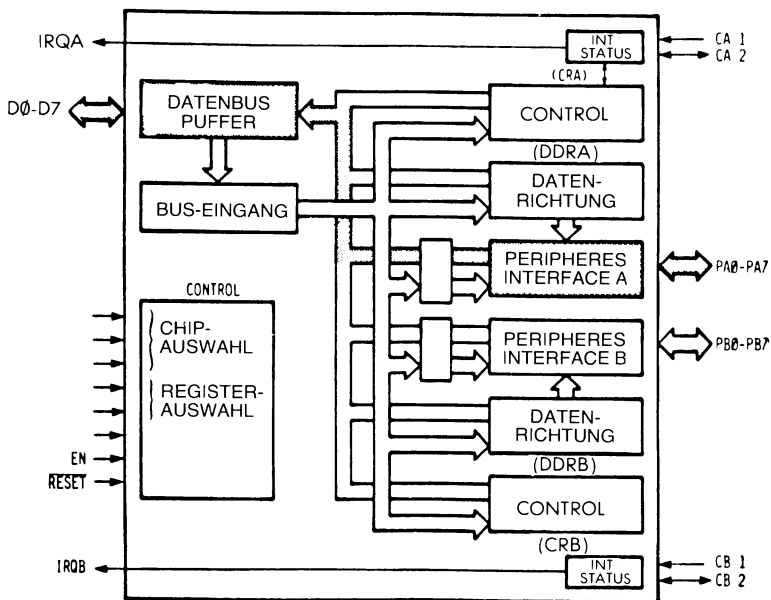 IRQA
INT
STATUS
CA 1
CA 2
(CRA)
DØ-D7
DATENBUS
PUFFER
CONTROL
(DDRA)
BUS-EINGANG
DATEN-
RICHTUNG
PERIPHERES
INTERFACE A
PAØ-PA7
CONTROL
CHIP-
AUSWAHL
REGISTER-
AUSWAHL
PERIPHERES
INTERFACE B
PBØ-PB7
DATEN-
RICHTUNG
(DDRB)
EN
RESET
CONTROL
(CRB)
IRQB
INT
STATUS
CB 1
CB 2